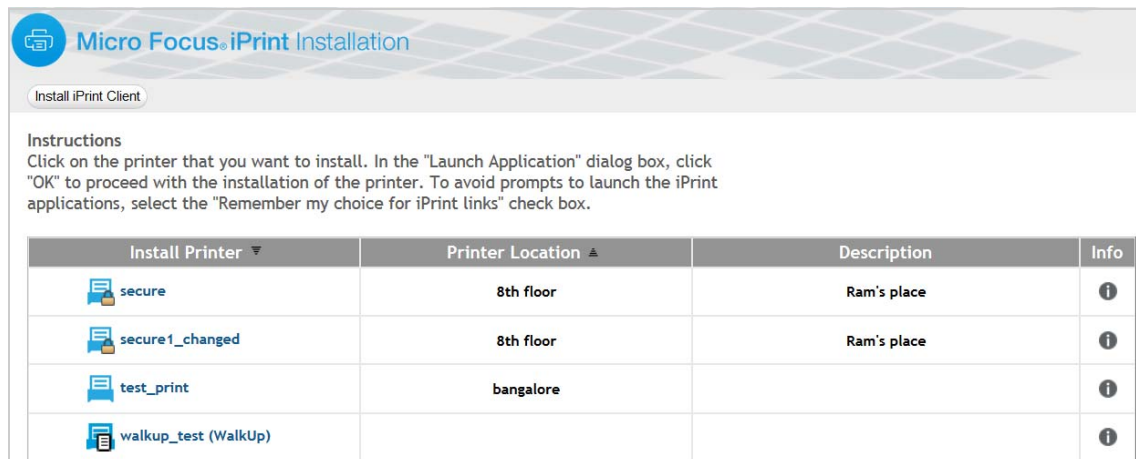 Micro Focus® iPrint Installation
Install iPrint Client
Instructions
Click on the printer that you want to install. In the "Launch Application" dialog box, click
"OK" to proceed with the installation of the printer. To avoid prompts to launch the iPrint
applications, select the "Remember my choice for iPrint links" check box.
Install Printer Printer Location Description Info
secure 8th floor Ram's place
secure1_changed 8th floor Ram's place
test_print bangalore
walkup_test (WalkUp)